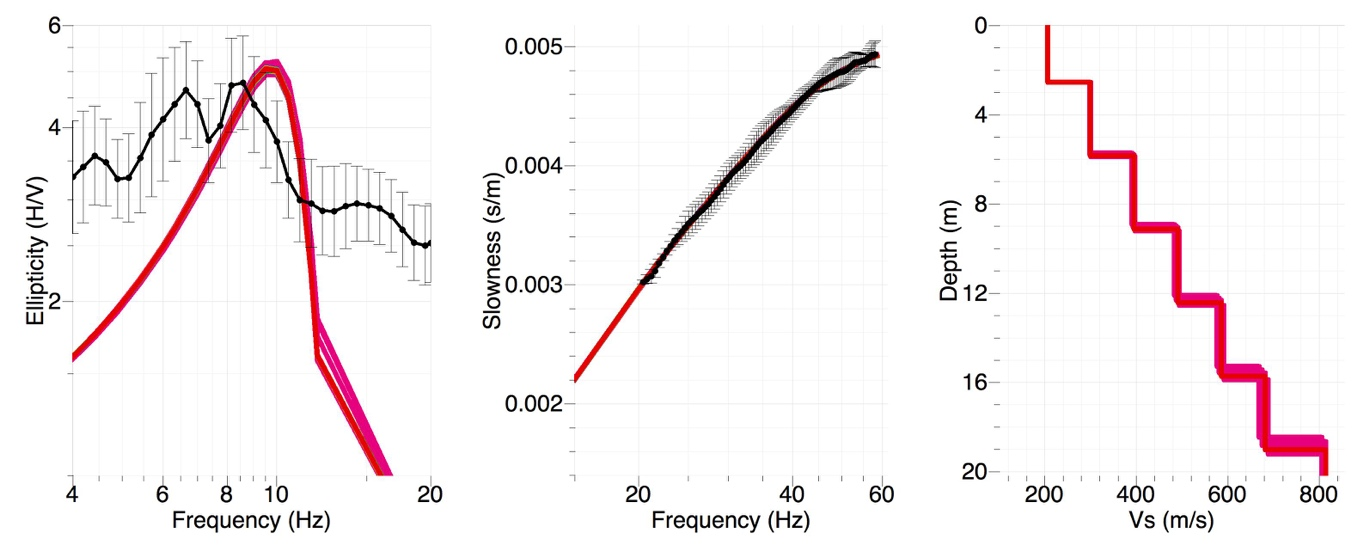 6
4
2
Ellipticity (H/V)
4 6 8 10 20
Frequency (Hz)
0.005
0.004
0.003
0.002
Slowness (s/m)
20 40 60
Frequency (Hz)
0
4
8
12
16
20
Depth (m)
200 400 600 800
Vs (m/s)